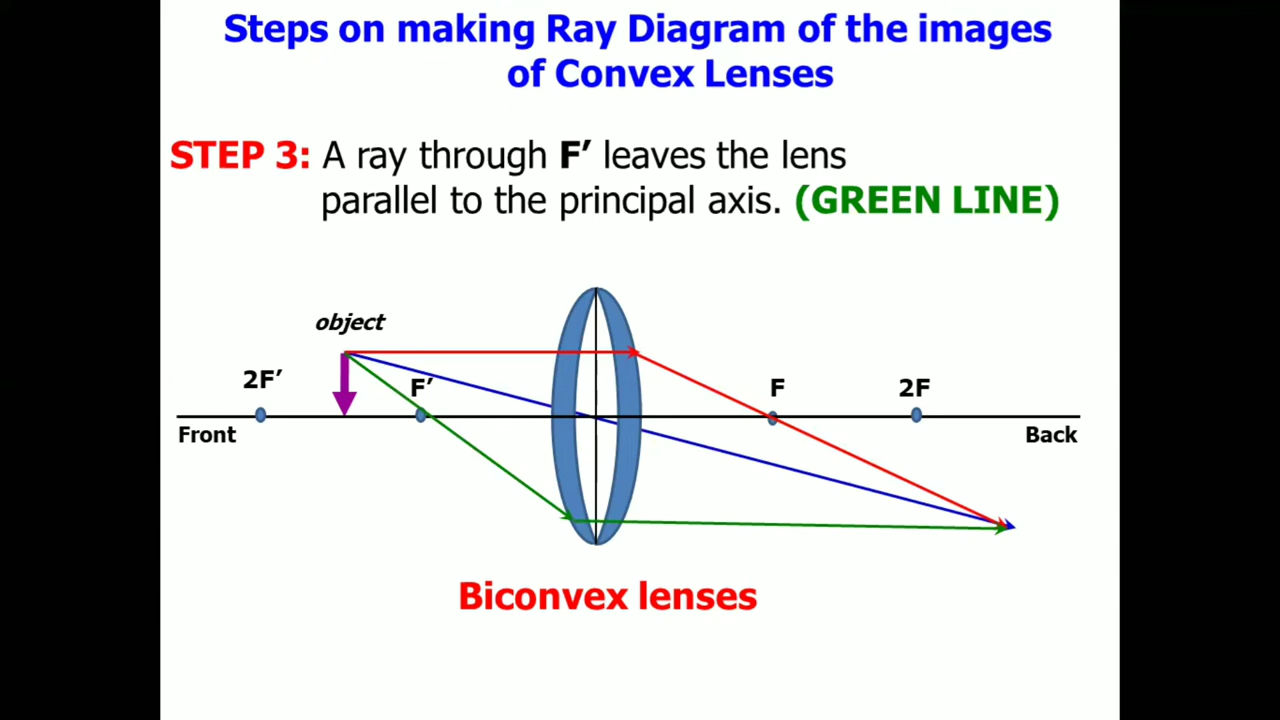 Steps on making Ray Diagram of the images
of Convex Lenses
STEP 3: A ray through F’ leaves the lens
parallel to the principal axis. (GREEN LINE)
object
2F’
F’
F
2F
Front
Back
Biconvex lenses